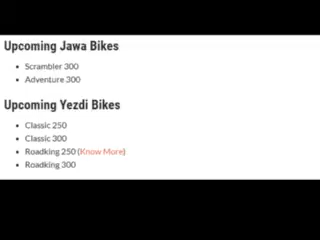 Upcoming Jawa Bikes
Scrambler 300
Adventure 300
Upcoming Yezdi Bikes
Classic 250
Classic 300
Roadking 250 (Know More)
Roadking 300